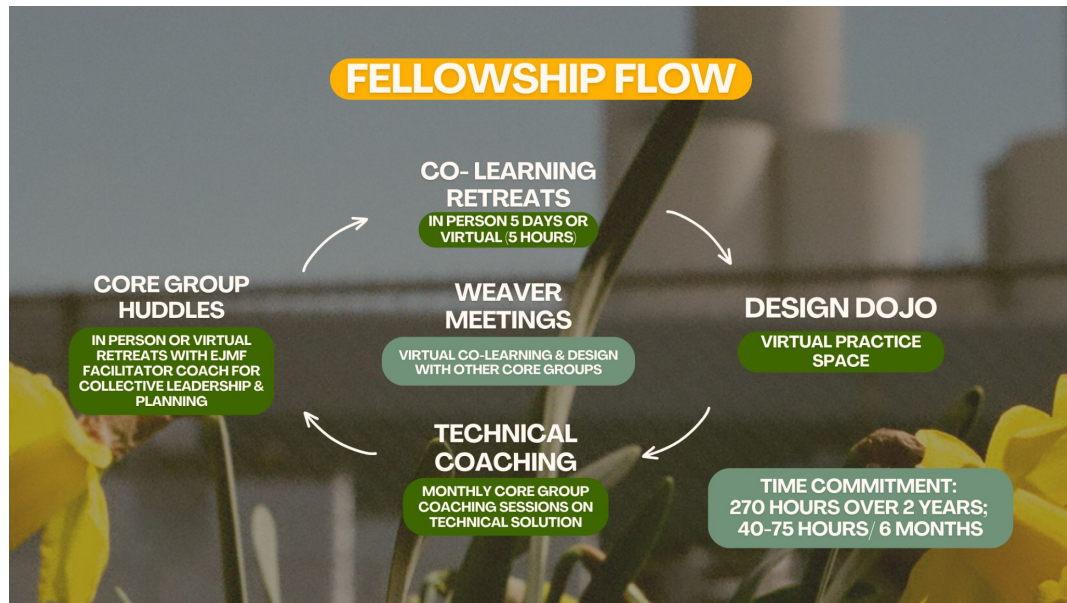 FELLOWSHIP FLOW
CO- LEARNING
RETREATS
IN PERSON 5 DAYS OR
VIRTUAL (5 HOURS)
CORE GROUP
HUDDLES
IN PERSON OR VIRTUAL
RETREATS WITH EJMF
FACILITATOR COACH FOR
COLLECTIVE LEADERSHIP &
PLANNING
WEAVER
MEETINGS
VIRTUAL CO-LEARNING & DESIGN
WITH OTHER CORE GROUPS
DESIGN DOJO
VIRTUAL PRACTICE
SPACE
TECHNICAL
COACHING
MONTHLY CORE GROUP
COACHING SESSIONS ON
TECHNICAL SOLUTION
TIME COMMITMENT:
270 HOURS OVER 2 YEARS;
40-75 HOURS/ 6 MONTHS